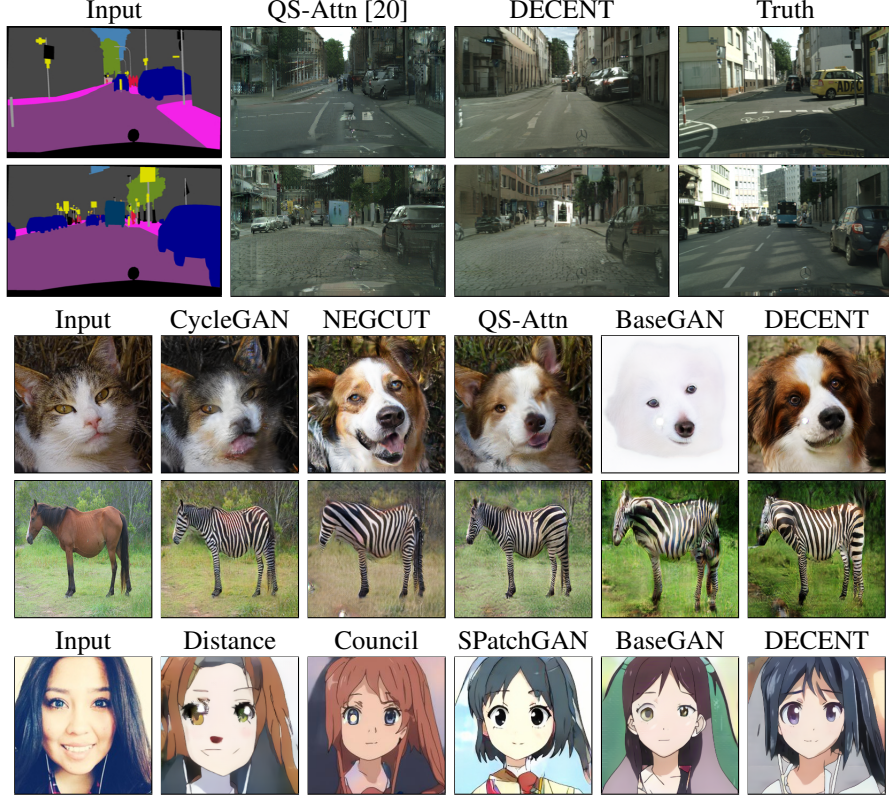 Input QS-Attn [20] DECENT Truth
ADAC
Input CycleGAN NEGCUT QS-Attn BaseGAN DECENT
Input Distance Council SPatchGAN BaseGAN DECENT